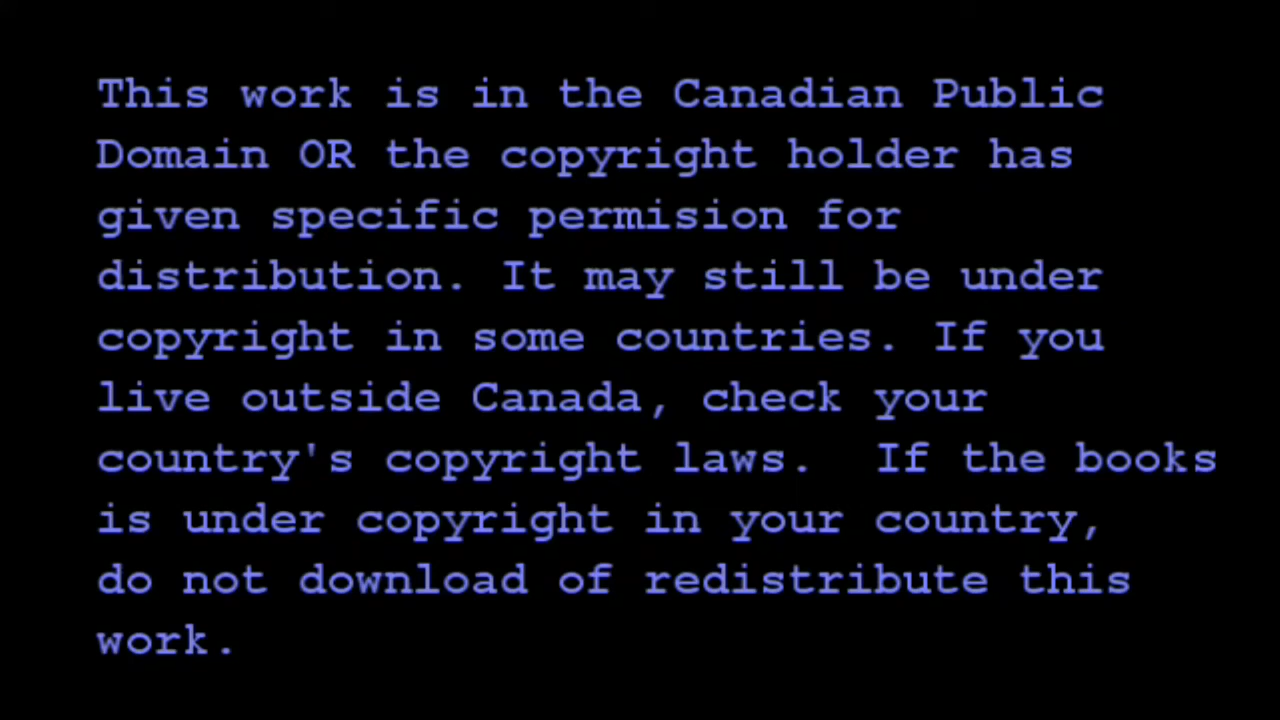 This work is in the Canadian Public
Domain OR the copyright holder has
given specific permision for
distribution. It may still be under
copyright in some countries. If you
live outside Canada, check your
country's copyright laws.  If the books
is under copyright in your country,
do not download of redistribute this
work.